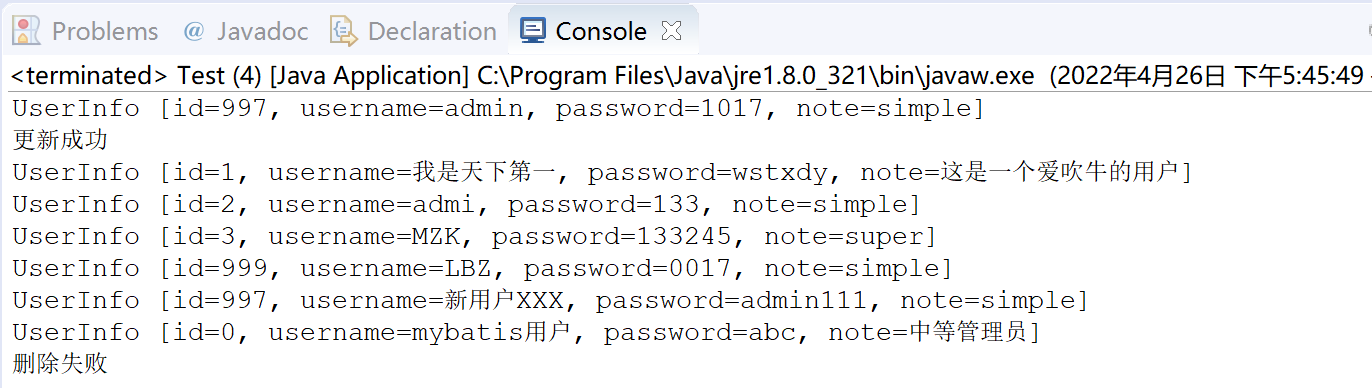 Problems @ Javadoc Declaration Console
<terminated> Test (4) [Java Application] C:\Program Files\Java\jre1.8.0_321\bin\javaw.exe (2022年4月26日 下午5:45:49
UserInfo [id=997, username=admin, password=1017, note=simple]
更新成功
UserInfo [id=1, username=我是天下第一, password=wstxdy, note=这是一个爱吹牛的用户]
UserInfo [id=2, username=admi, password=133, note=simple]
UserInfo [id=3, username=MZK, password=133245, note=super]
UserInfo [id=999, username=LBZ, password=0017, note=simple]
UserInfo [id=997, username=新用户XXX, password=admin111, note=simple]
UserInfo [id=0, username=mybatis用户, password=abc, note=中等管理员]
删除失败